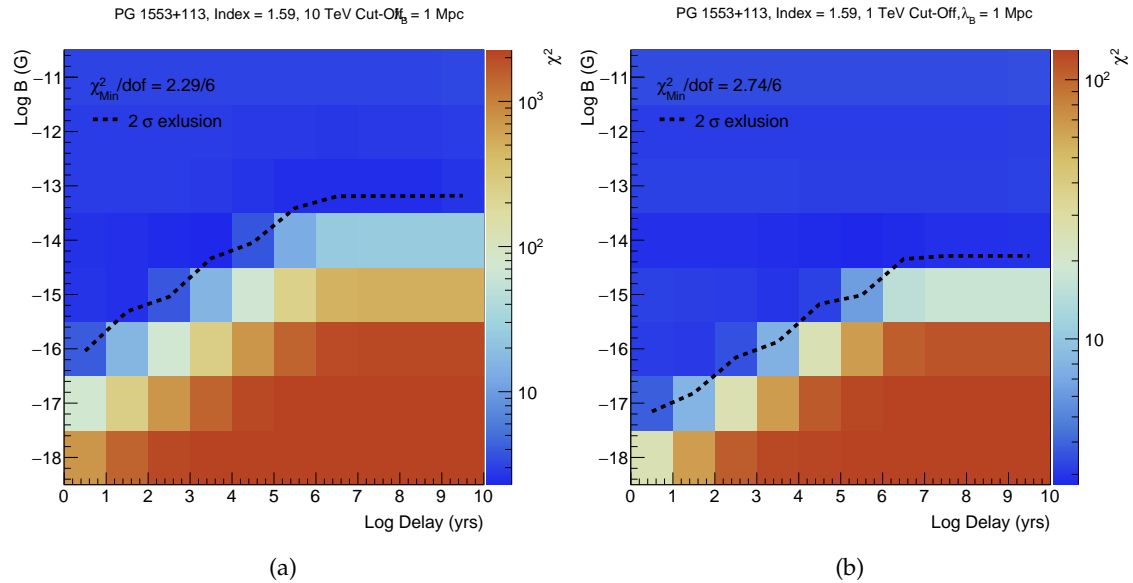 PG 1553+113, Index = 1.59, 10 TeV Cut-Off, λ_B = 1 Mpc
Log B (G)
−11
−12
−13
−14
−15
−16
−17
−18
χ²_Min/dof = 2.29/6
2 σ exlusion
0 1 2 3 4 5 6 7 8 9 10
Log Delay (yrs)
χ²
10³
10²
10
(a)
PG 1553+113, Index = 1.59, 1 TeV Cut-Off,λ_B = 1 Mpc
Log B (G)
−11
−12
−13
−14
−15
−16
−17
−18
χ²_Min/dof = 2.74/6
2 σ exlusion
0 1 2 3 4 5 6 7 8 9 10
Log Delay (yrs)
χ²
10²
10
(b)